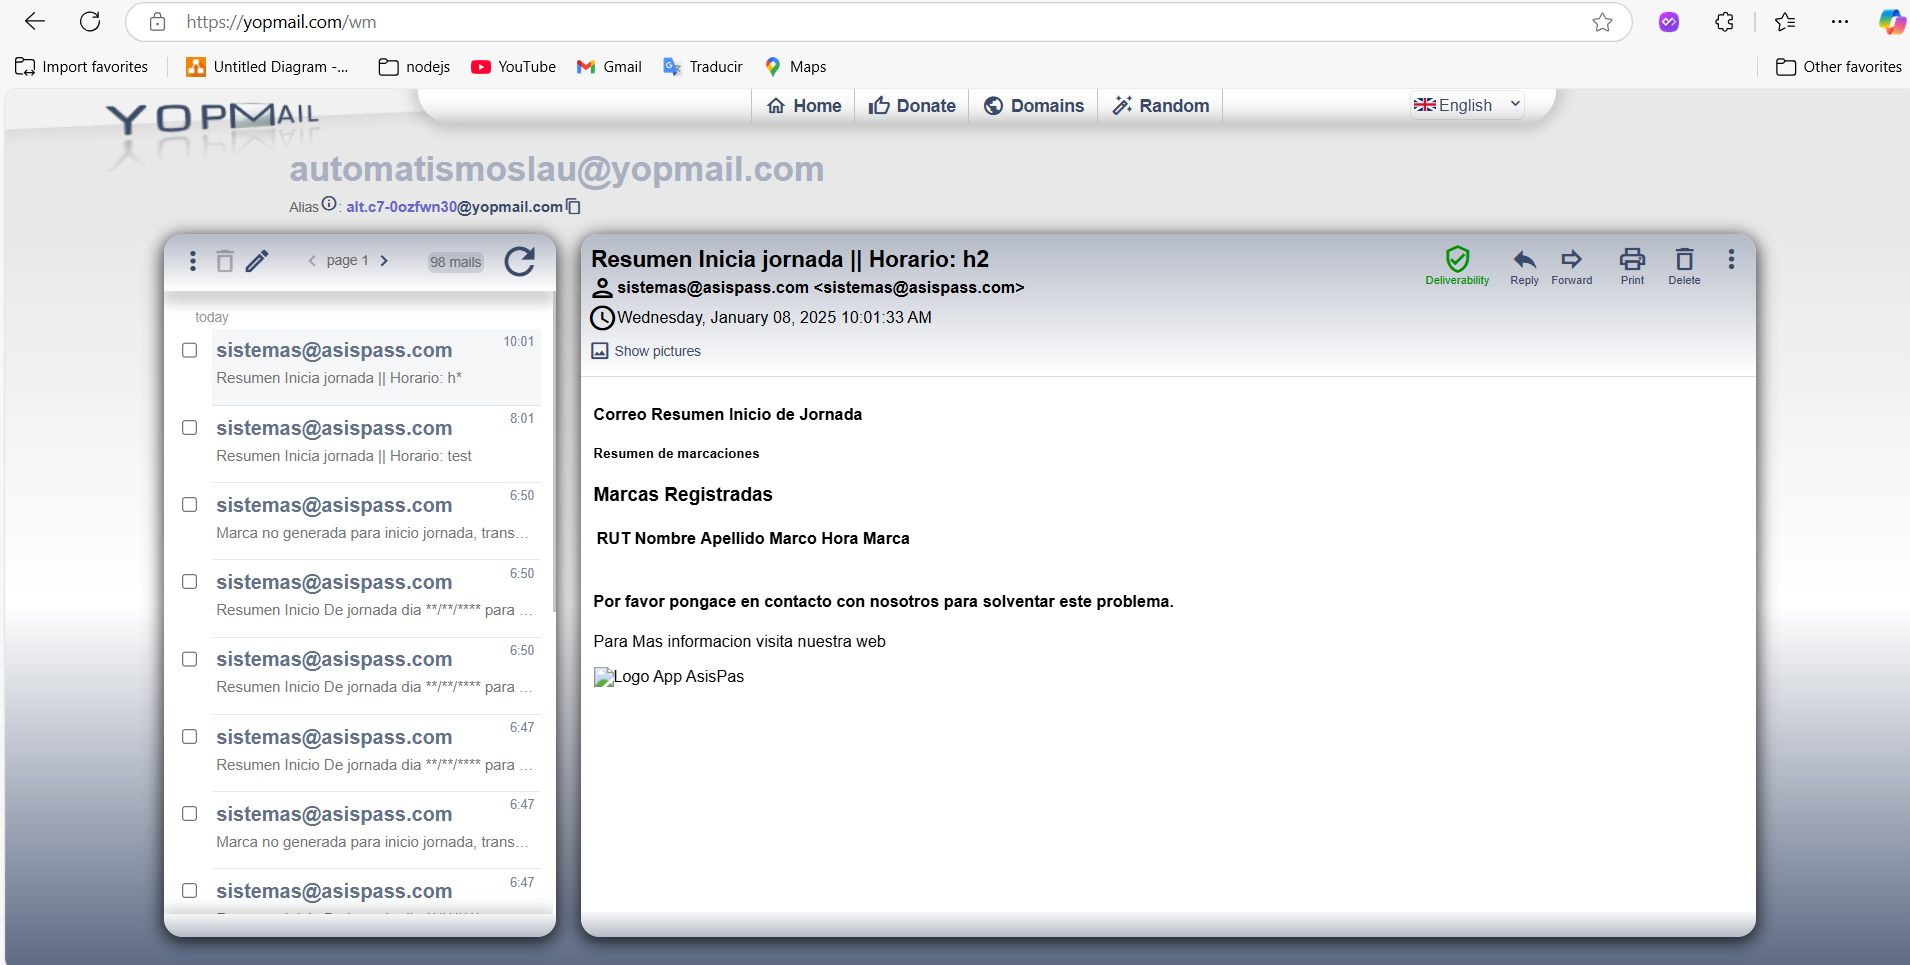 https://yopmail.com/wm
Import favorites
Untitled Diagram -...
nodejs
YouTube
Gmail
Traducir
Maps
Other favorites
YOPMAIL
Home
Donate
Domains
Random
English
automatismoslau@yopmail.com
Alias : alt.c7-0ozfwn30@yopmail.com
page 1
98 mails
today
sistemas@asispass.com 10:01
Resumen Inicia jornada || Horario: h*
sistemas@asispass.com 8:01
Resumen Inicia jornada || Horario: test
sistemas@asispass.com 6:50
Marca no generada para inicio jornada, trans...
sistemas@asispass.com 6:50
Resumen Inicio De jornada dia **/**/**** para ...
sistemas@asispass.com 6:50
Resumen Inicio De jornada dia **/**/**** para ...
sistemas@asispass.com 6:47
Resumen Inicio De jornada dia **/**/**** para ...
sistemas@asispass.com 6:47
Marca no generada para inicio jornada, trans...
sistemas@asispass.com 6:47
Resumen Inicia jornada || Horario: h2
Deliverability
Reply
Forward
Print
Delete
sistemas@asispass.com <sistemas@asispass.com>
Wednesday, January 08, 2025 10:01:33 AM
Show pictures
Correo Resumen Inicio de Jornada
Resumen de marcaciones
Marcas Registradas
RUT Nombre Apellido Marco Hora Marca
Por favor pongace en contacto con nosotros para solventar este problema.
Para Mas informacion visita nuestra web
Logo App AsisPas